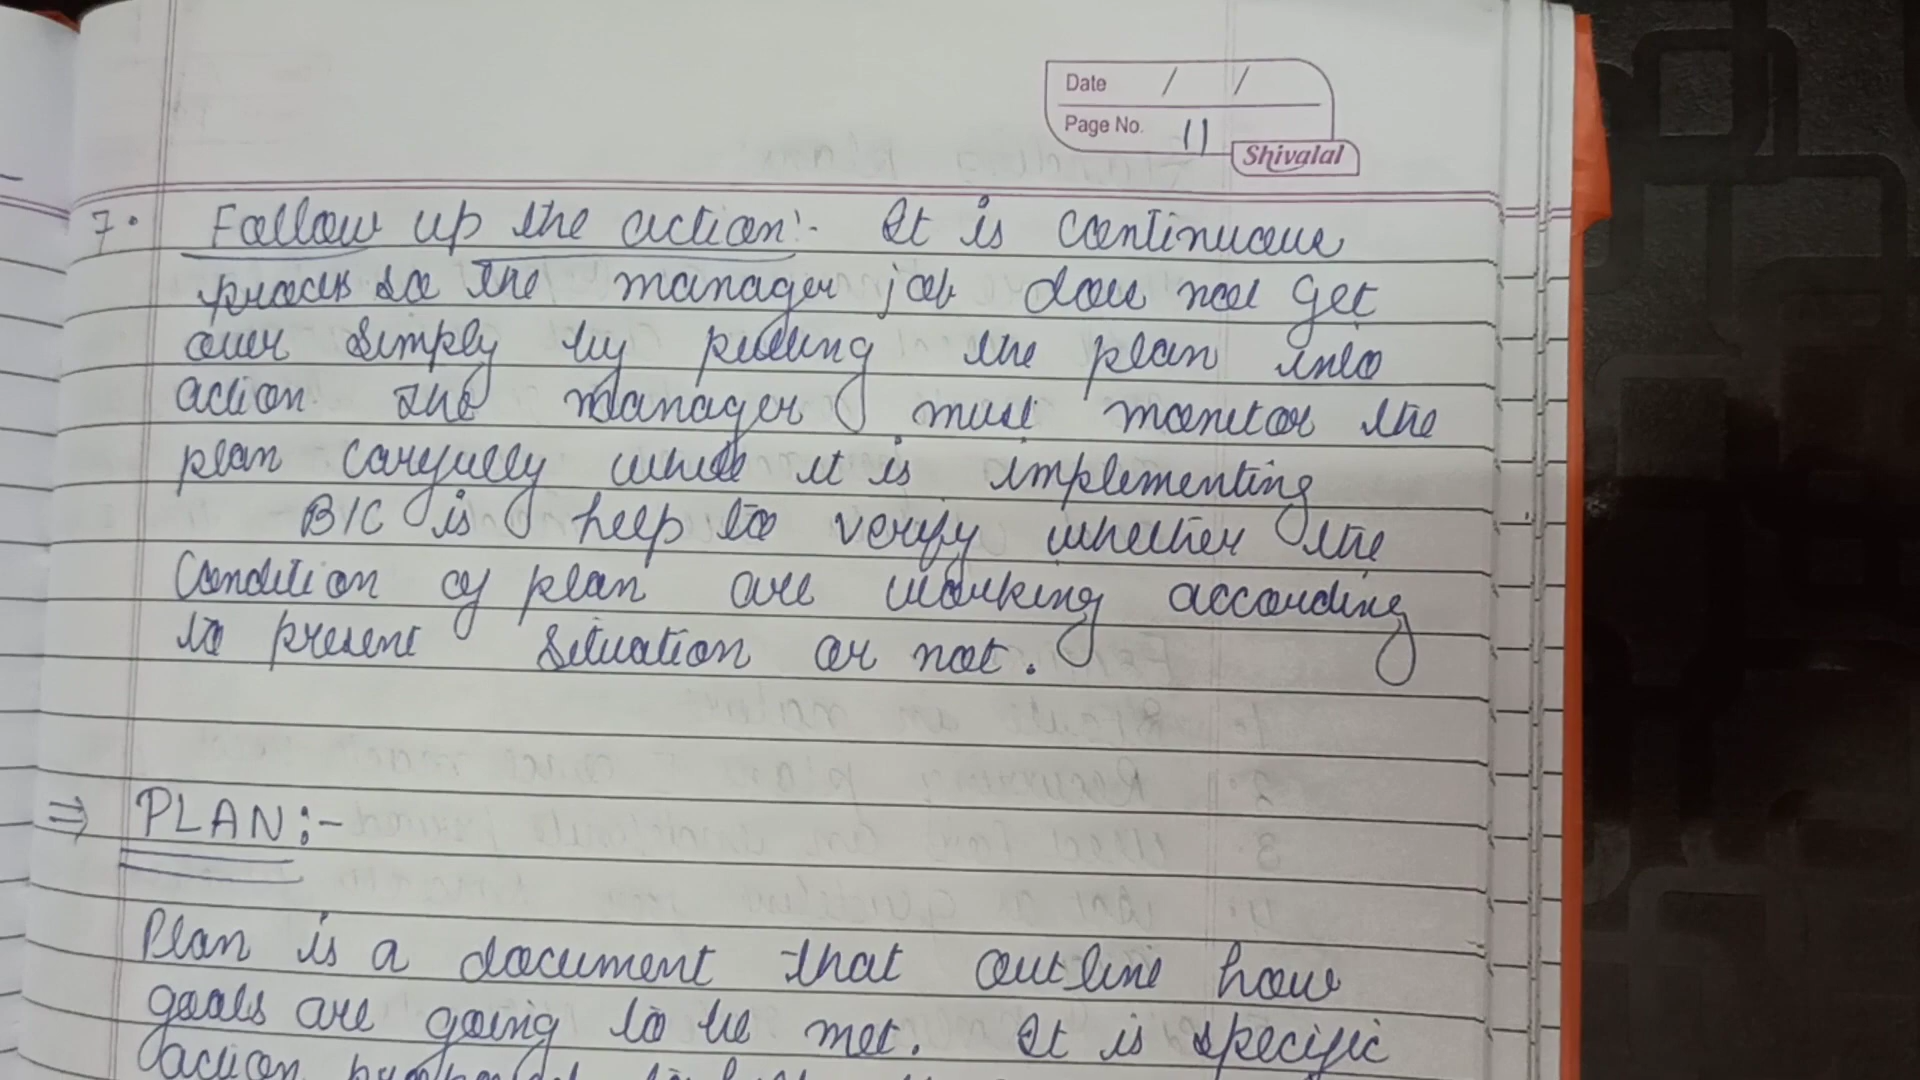 Date / /
Page No. 11
Shivalal
7. Follow up the action:- It is continuous
process so the manager job does not get
over simply by putting the plan into
action the manager must monitor the
plan carefully while it is implementing
B/C is help to verify whether the
Condition of plan are working according
to present situation or not.
⇒ PLAN:-
Plan is a document that outline how
goals are going to be met. It is specific
action